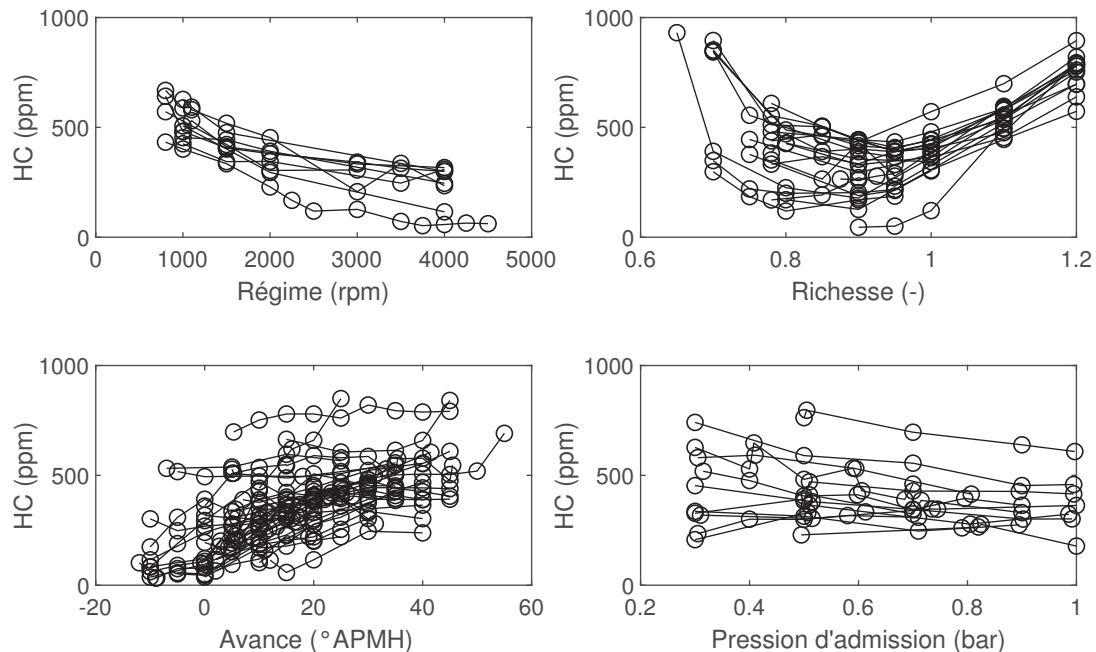 1000
500
0
HC (ppm)
0 1000 2000 3000 4000 5000
Régime (rpm)
1000
500
0
HC (ppm)
0.6 0.8 1 1.2
Richesse (-)
1000
500
0
HC (ppm)
-20 0 20 40 60
Avance (°APMH)
1000
500
0
HC (ppm)
0.2 0.4 0.6 0.8 1
Pression d'admission (bar)